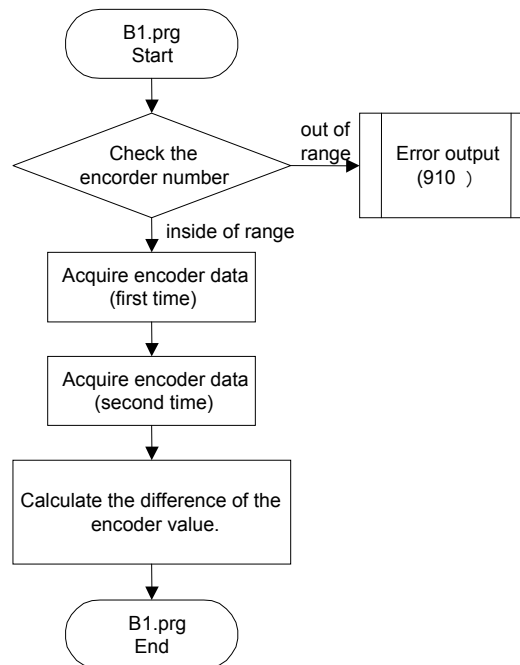 B1.prg
Start
Check the
encorder number
out of
range
Error output
(910 ）
inside of range
Acquire encoder data
(first time)
Acquire encoder data
(second time)
Calculate the difference of the
encoder value.
B1.prg
End